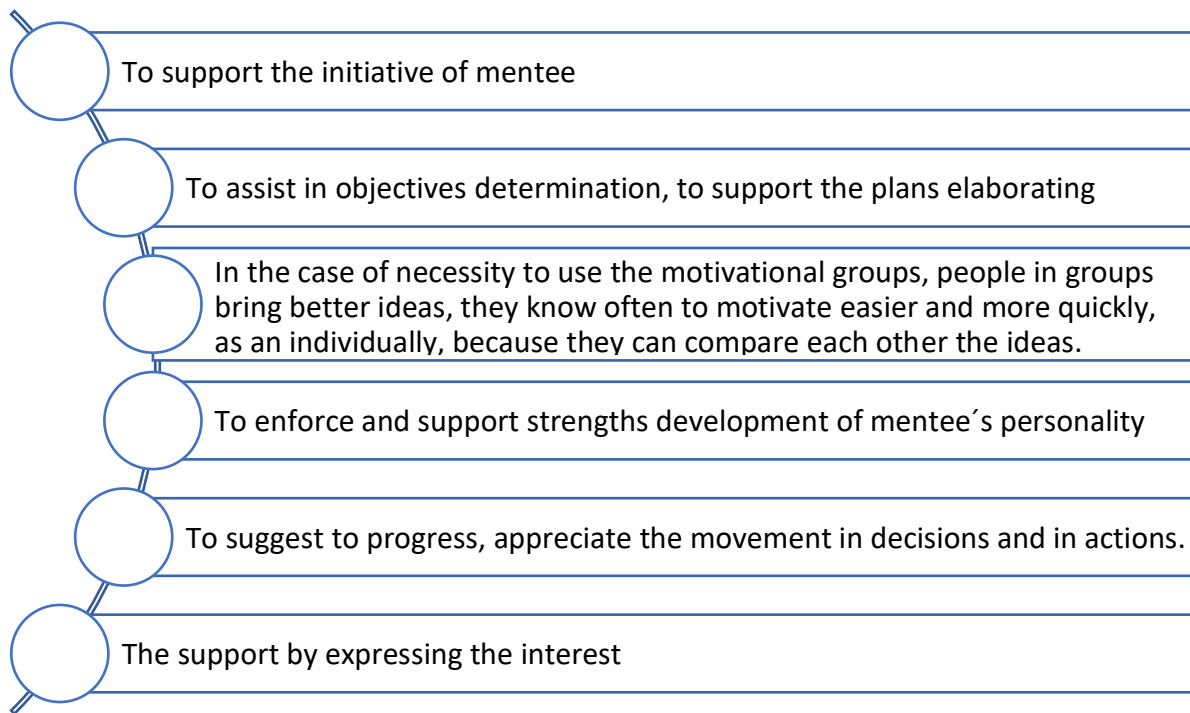 To support the initiative of mentee
To assist in objectives determination, to support the plans elaborating
In the case of necessity to use the motivational groups, people in groups
bring better ideas, they know often to motivate easier and more quickly,
as an individually, because they can compare each other the ideas.
To enforce and support strengths development of mentee´s personality
To suggest to progress, appreciate the movement in decisions and in actions.
The support by expressing the interest